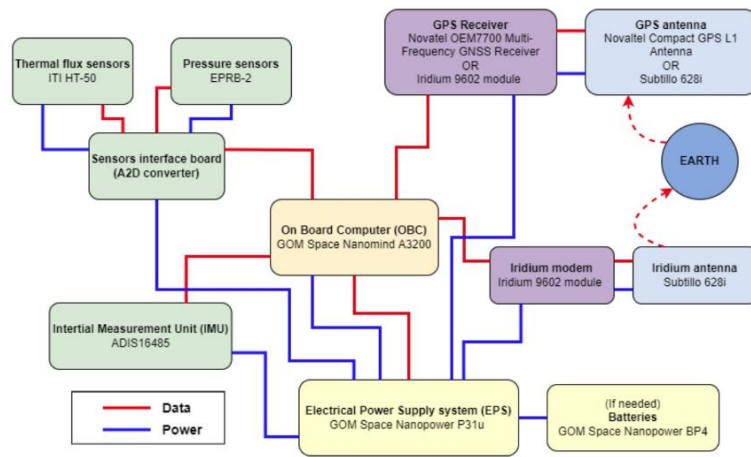 GPS Receiver
Novatel OEM7700 Multi-
Frequency GNSS Receiver
OR
Iridium 9602 module
GPS antenna
Novaltel Compact GPS L1
Antenna
OR
Subtillo 628i
Thermal flux sensors
ITI HT-50
Pressure sensors
EPRB-2
Sensors interface board
(A2D converter)
EARTH
On Board Computer (OBC)
GOM Space Nanomind A3200
Iridium modem
Iridium 9602 module
Iridium antenna
Subtillo 628i
Intertial Measurement Unit (IMU)
ADIS16485
Data
Power
Electrical Power Supply system (EPS)
GOM Space Nanopower P31u
(If needed)
Batteries
GOM Space Nanopower BP4